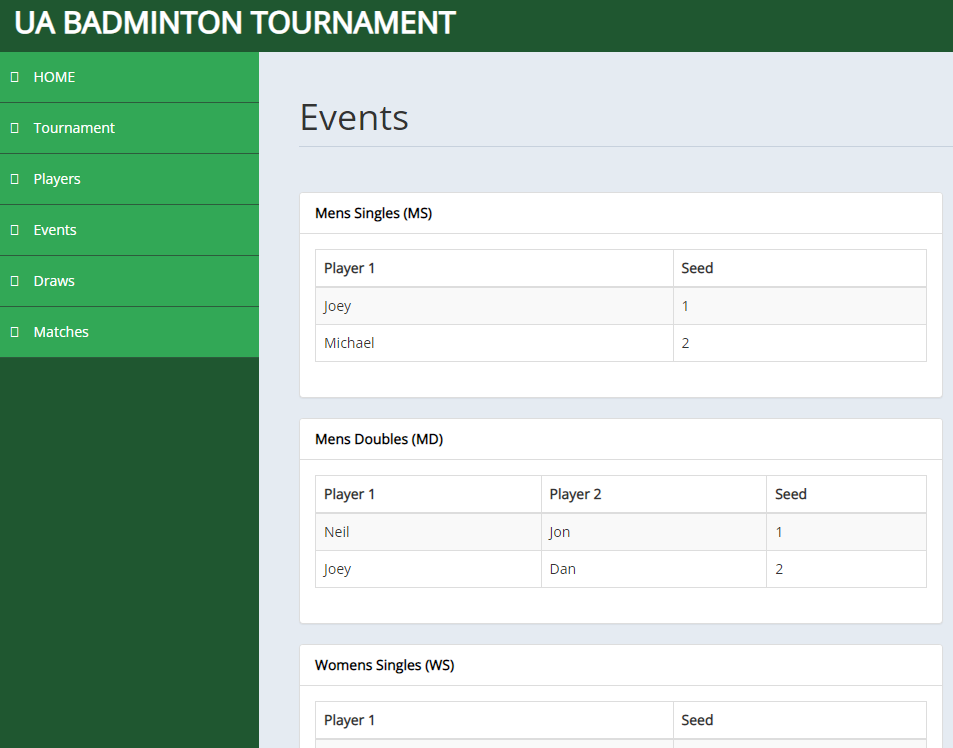 UA BADMINTON TOURNAMENT
HOME
Tournament
Players
Events
Draws
Matches
Events
Mens Singles (MS)
Player 1 Seed
Joey 1
Michael 2
Mens Doubles (MD)
Player 1 Player 2 Seed
Neil Jon 1
Joey Dan 2
Womens Singles (WS)
Player 1 Seed